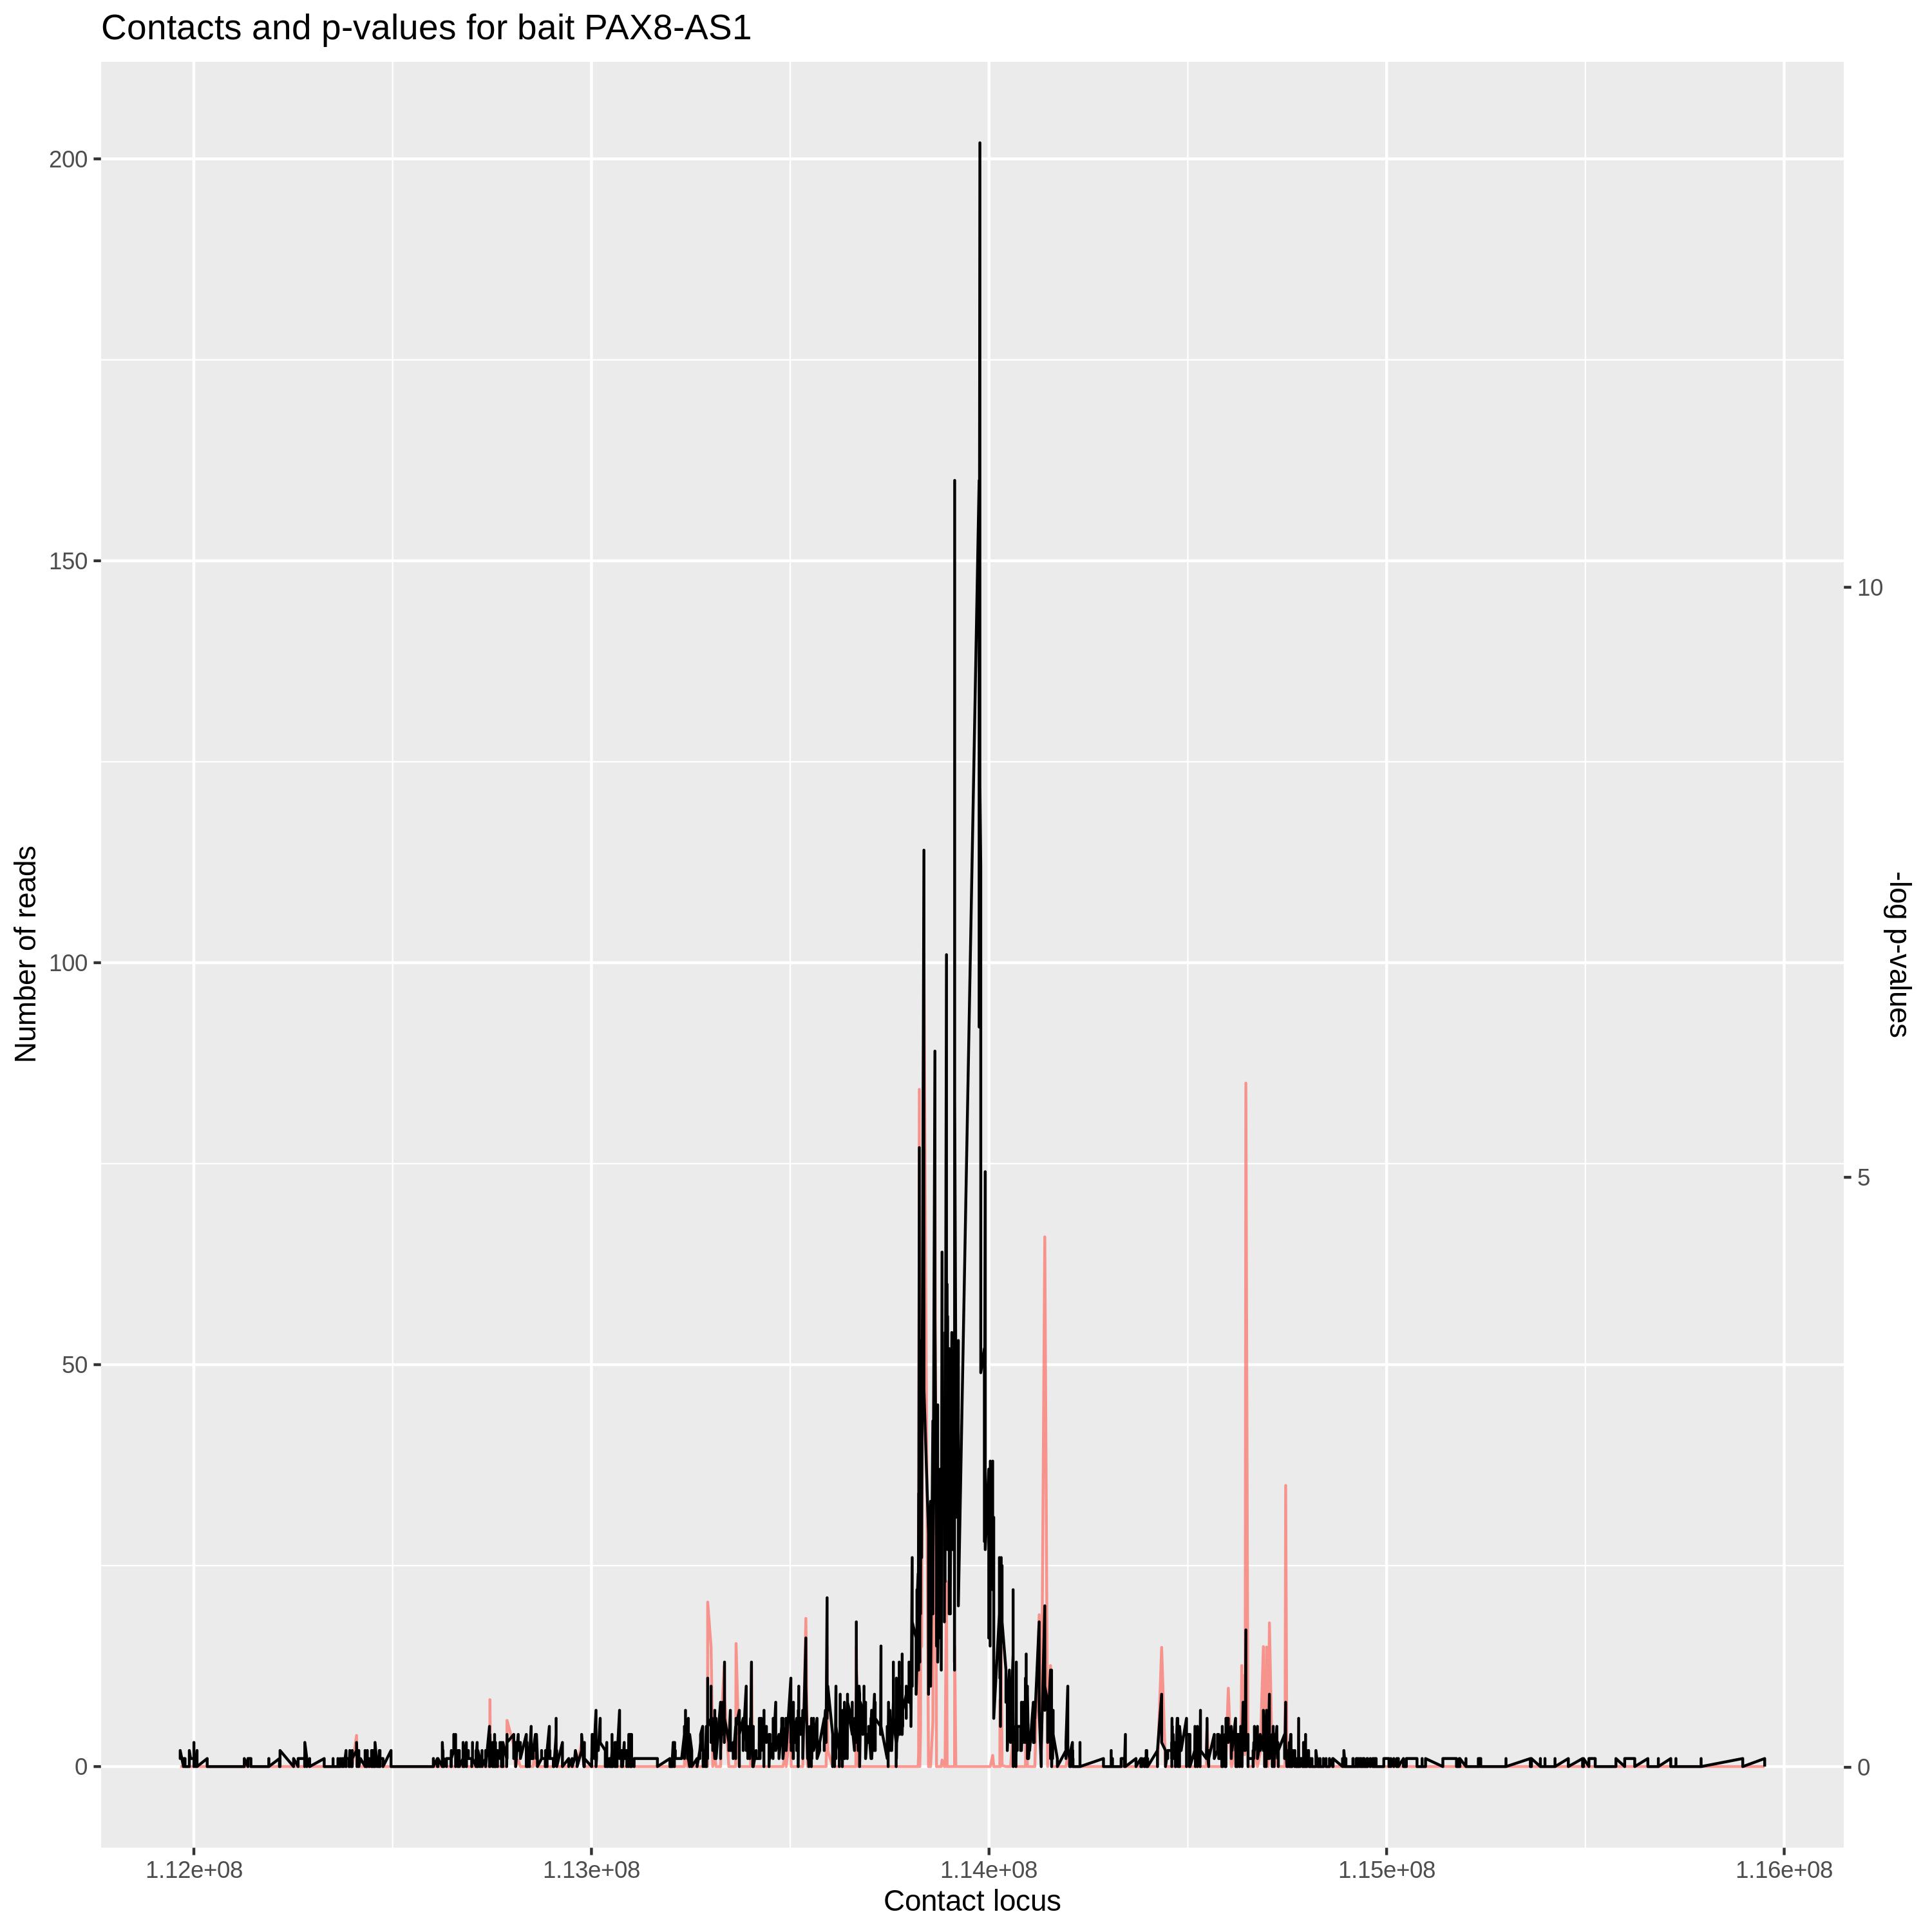 Contacts and p-values for bait PAX8-AS1
200
150
100
50
0
Number of reads
10
5
0
-log p-values
1.12e+08
1.13e+08
1.14e+08
1.15e+08
1.16e+08
Contact locus